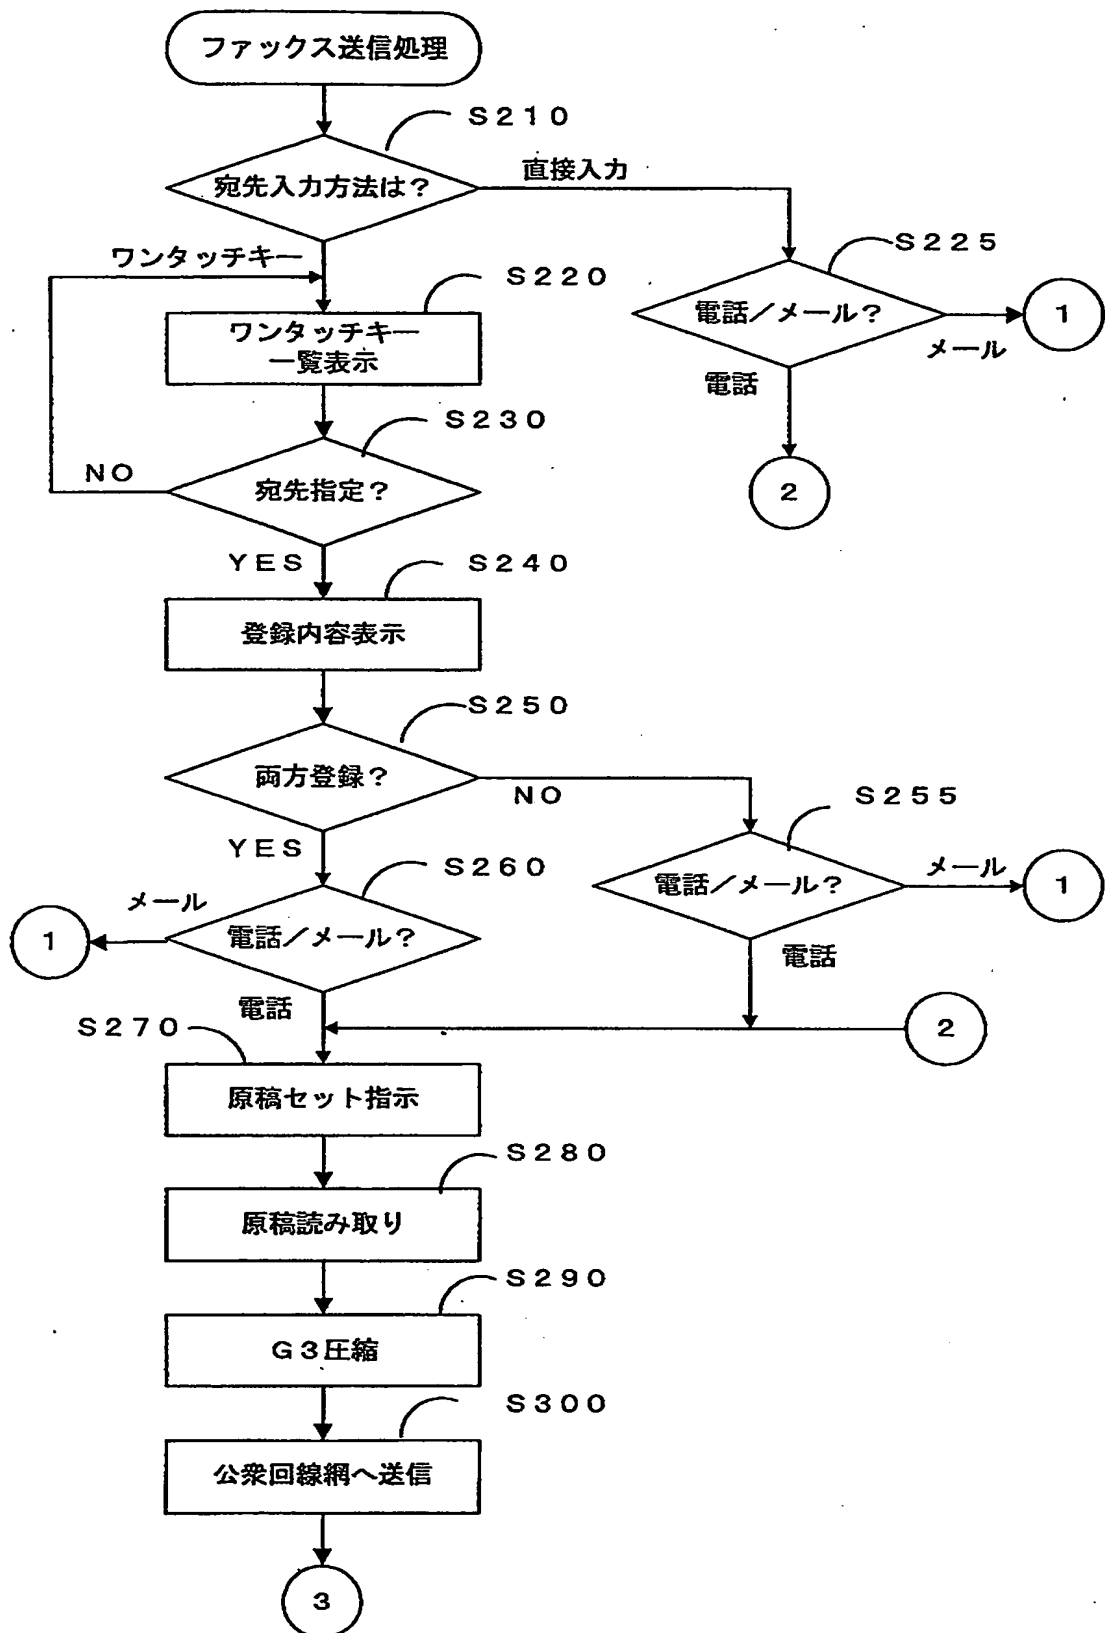 ファックス送信処理
S210
宛先入力方法は?
直接入力
ワンタッチキー
S220
ワンタッチキー
一覧表示
S225
電話/メール?
メール
1
電話
2
S230
宛先指定?
NO
YES
S240
登録内容表示
S250
両方登録?
NO
YES
S255
電話/メール?
メール
1
電話
S260
電話/メール?
メール
1
電話
2
S270
原稿セット指示
S280
原稿読み取り
S290
G3圧縮
S300
公衆回線網へ送信
3